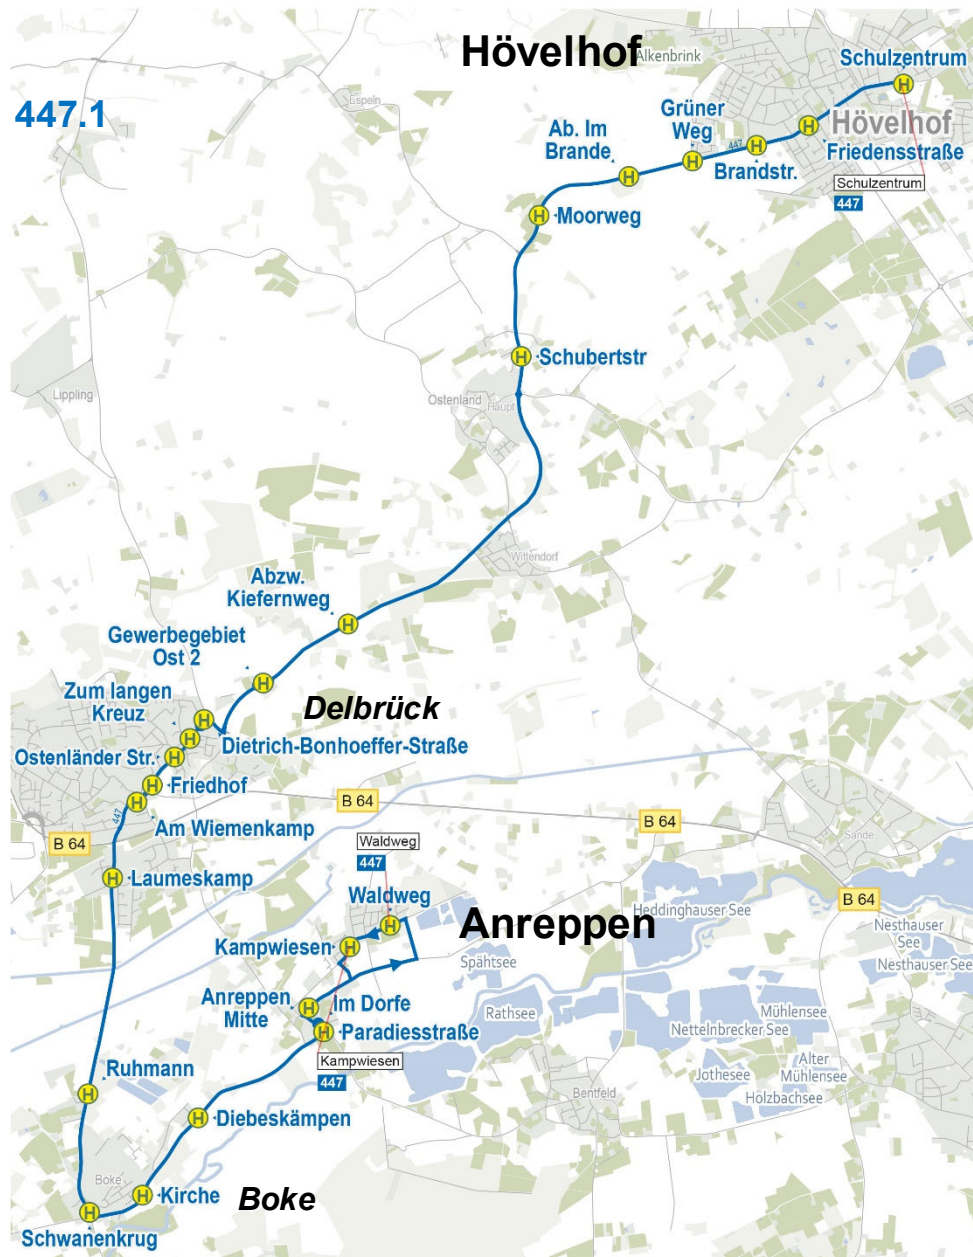 Hövelhof
Alkenbrink
Schulzentrum
447.1
Espeln
Grüner
Weg
Ab. Im
Brande
447
Hövelhof
Friedensstraße
Brandstr.
Schulzentrum
447
Moorweg
Schubertstr
Lippling
Ostenland
Haupt
Wittendorf
Abzw.
Kiefernweg
Gewerbegebiet
Ost 2
Zum langen
Kreuz
Delbrück
Dietrich-Bonhoeffer-Straße
Ostenländer Str.
Friedhof
B 64
447
Am Wiemenkamp
B 64
B 64
Sande
Waldweg
447
Laumeskamp
Waldweg
B 64
Heddinghauser See
Anreppen
Nesthauser
See
Kampwiesen
Spähtsee
Nesthauser See
Anreppen
Mitte
Im Dorfe
Rathsee
Mühlensee
Paradiesstraße
Nettelnbrecker See
Kampwiesen
447
Alter
Mühlensee
Jothesee
Ruhmann
Bentfeld
Holzbachsee
Diebeskämpen
Boke
Kirche
Boke
Schwanenkrug